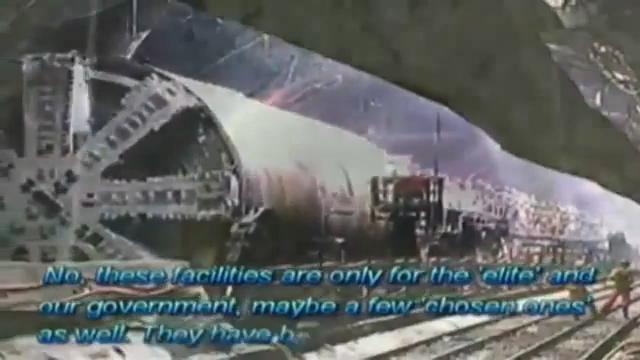 No, these facilities are only for the 'elite' and
our government, maybe a few 'chosen ones'
as well. They have b